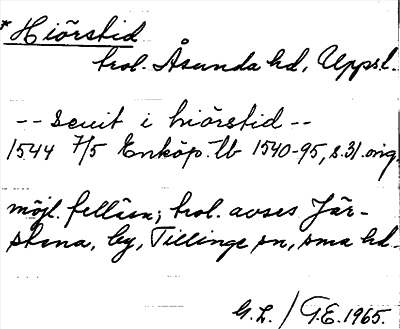 * Hiörstid
trol. Åsunda hd, Uppsl.
-- scuit i hiörstid --
1544 7/5 Enköp. tb 1540-95, s. 31. orig.
möjl. felläsn; trol. avses Jär-
stena, by, Tillinge sn, sma hd.
G.L. / G.E. 1965.